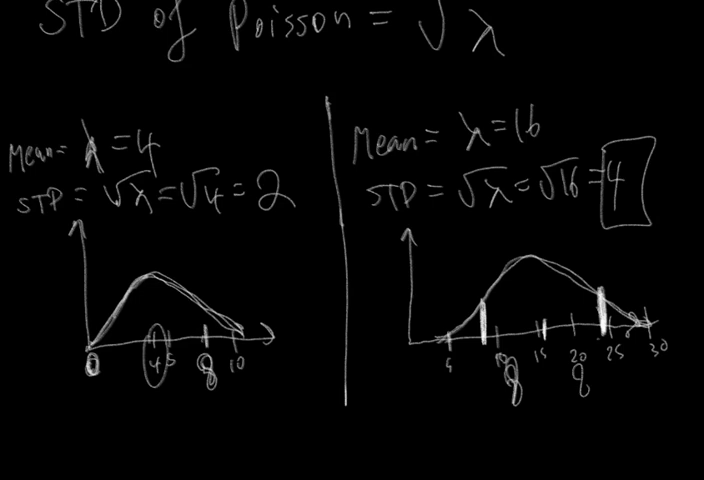 STD of Poisson = √λ
Mean = λ = 4
STD = √λ = √4 = 2
0 4 5 8 10
Mean = λ = 16
STD = √λ = √16 = 4
5 10 15 20 25 30
8 8